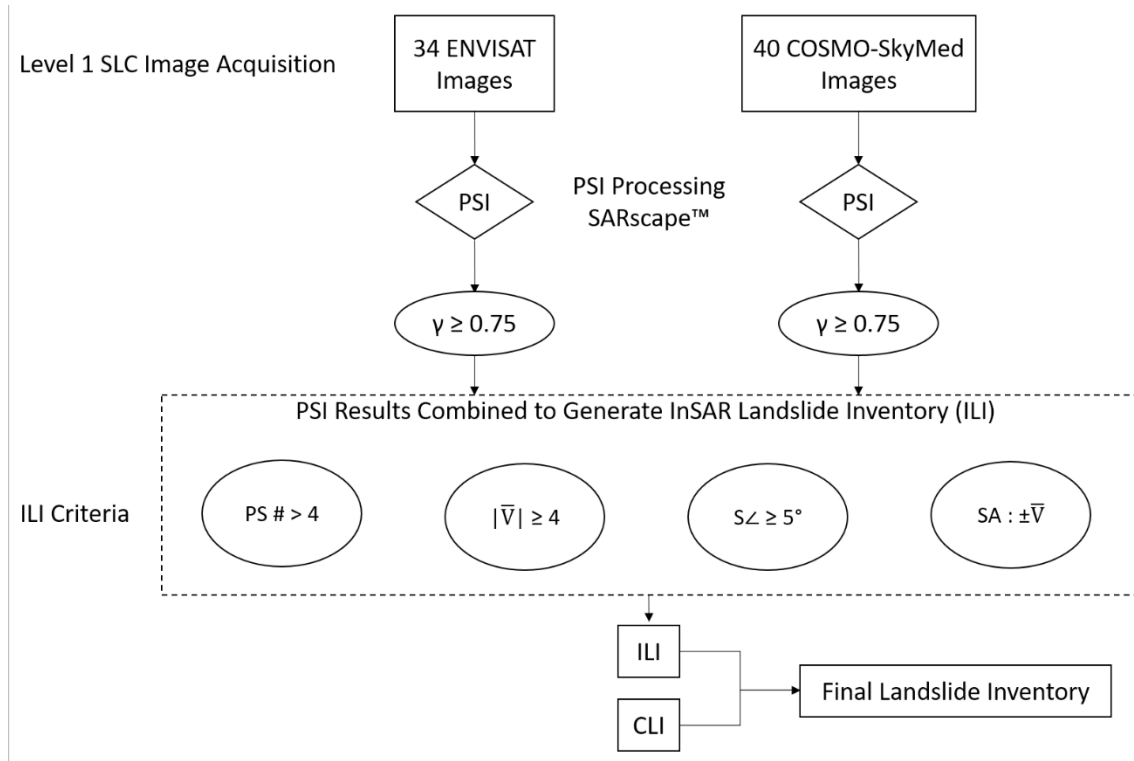 Level 1 SLC Image Acquisition
34 ENVISAT
Images
40 COSMO-SkyMed
Images
PSI
PSI Processing
SARscape™
PSI
γ ≥ 0.75
γ ≥ 0.75
PSI Results Combined to Generate InSAR Landslide Inventory (ILI)
ILI Criteria
PS # > 4
|V̅| ≥ 4
S∠ ≥ 5°
SA : ±V̅
ILI
CLI
Final Landslide Inventory